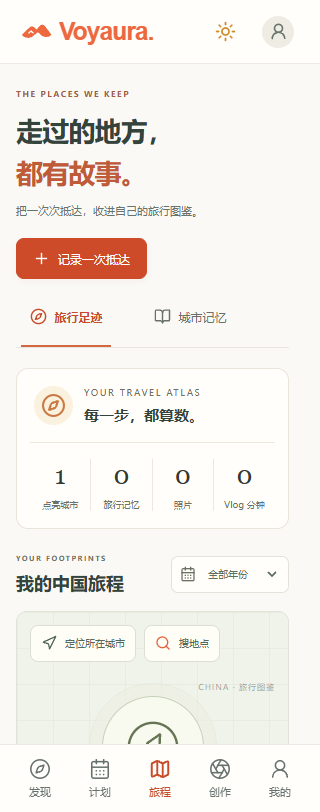 Voyaura.
THE PLACES WE KEEP
走过的地方，
都有故事。
把一次次抵达，收进自己的旅行图鉴。
记录一次抵达
旅行足迹
城市记忆
YOUR TRAVEL ATLAS
每一步，都算数。
1 0 0 0
点亮城市 旅行记忆 照片 Vlog 分钟
YOUR FOOTPRINTS
我的中国旅程
全部年份
定位所在城市
搜地点
CHINA · 旅行图鉴
发现 计划 旅程 创作 我的